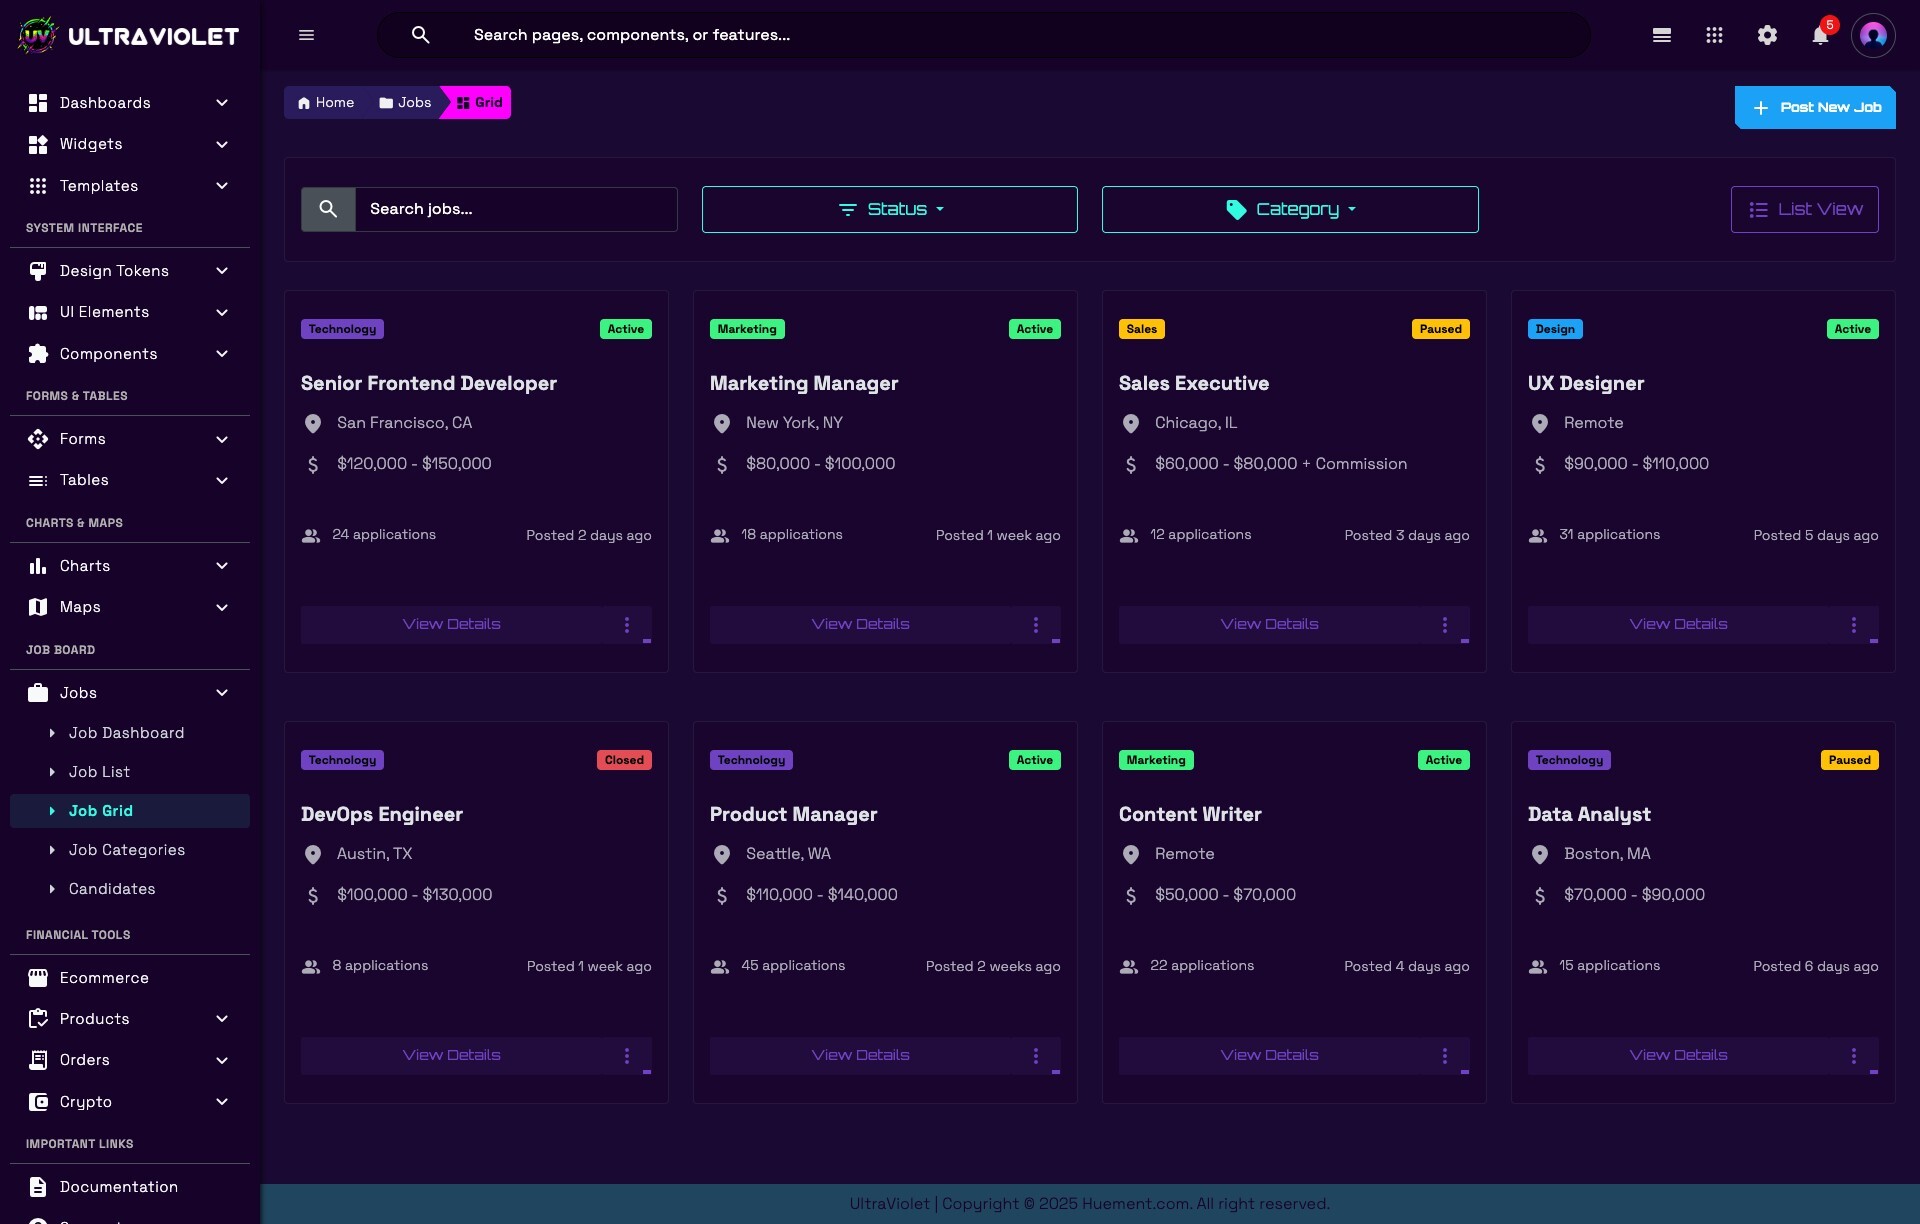 UV ULTRAVIOLET
Search pages, components, or features...
5
Dashboards
Widgets
Templates
SYSTEM INTERFACE
Design Tokens
UI Elements
Components
FORMS & TABLES
Forms
Tables
CHARTS & MAPS
Charts
Maps
JOB BOARD
Jobs
Job Dashboard
Job List
Job Grid
Job Categories
Candidates
FINANCIAL TOOLS
Ecommerce
Products
Orders
Crypto
IMPORTANT LINKS
Documentation
Home Jobs Grid
Post New Job
Search jobs... Status Category List View
Technology Active
Senior Frontend Developer
San Francisco, CA
$120,000 - $150,000
24 applications Posted 2 days ago
View Details
Marketing Active
Marketing Manager
New York, NY
$80,000 - $100,000
18 applications Posted 1 week ago
View Details
Sales Paused
Sales Executive
Chicago, IL
$60,000 - $80,000 + Commission
12 applications Posted 3 days ago
View Details
Design Active
UX Designer
Remote
$90,000 - $110,000
31 applications Posted 5 days ago
View Details
Technology Closed
DevOps Engineer
Austin, TX
$100,000 - $130,000
8 applications Posted 1 week ago
View Details
Technology Active
Product Manager
Seattle, WA
$110,000 - $140,000
45 applications Posted 2 weeks ago
View Details
Marketing Active
Content Writer
Remote
$50,000 - $70,000
22 applications Posted 4 days ago
View Details
Technology Paused
Data Analyst
Boston, MA
$70,000 - $90,000
15 applications Posted 6 days ago
View Details
UltraViolet | Copyright © 2025 Huement.com. All right reserved.